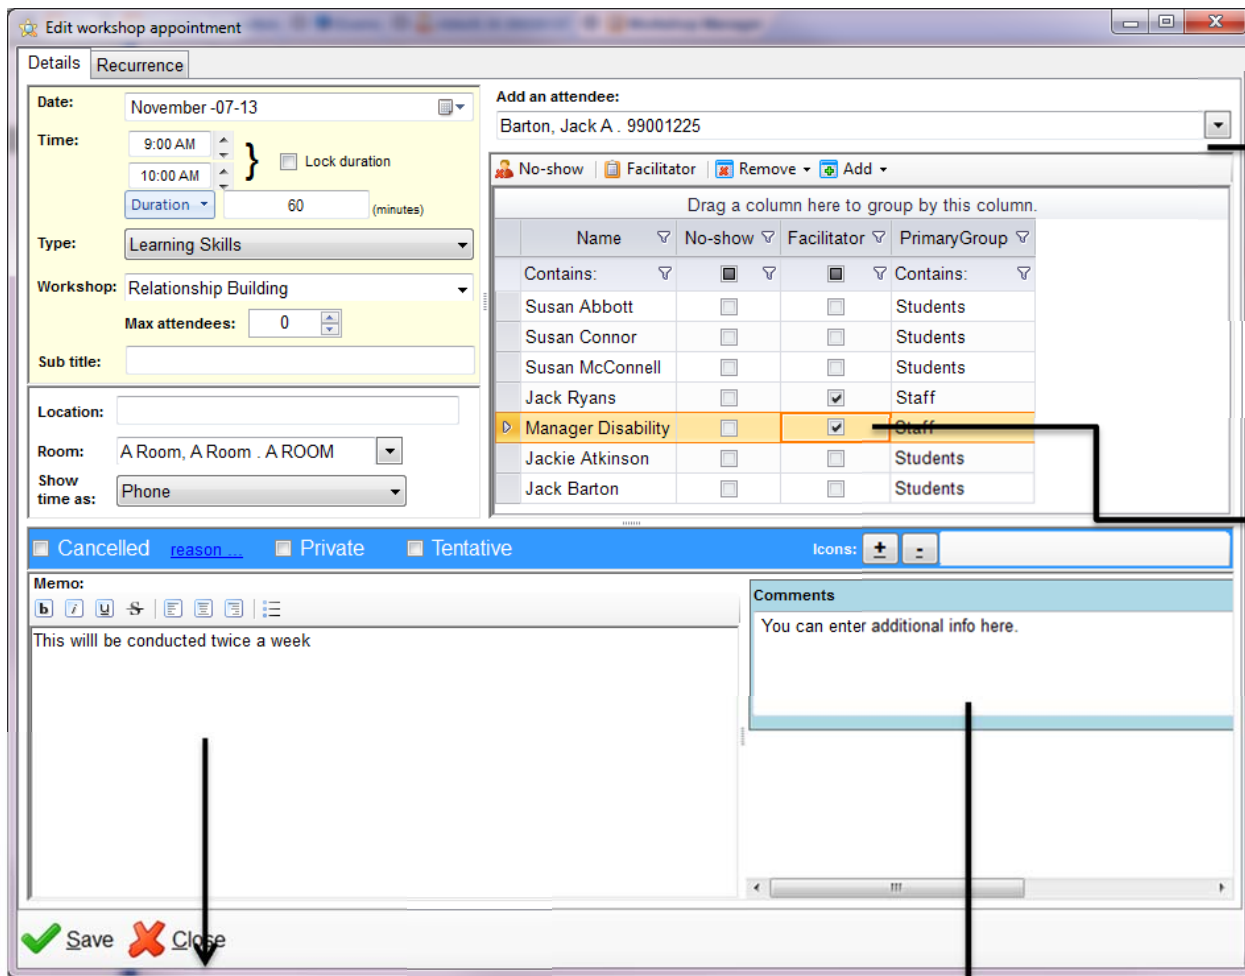 Edit workshop appointment
Details Recurrence
Date: November -07-13
Time: 9:00 AM
10:00 AM
} Lock duration
Duration 60 (minutes)
Type: Learning Skills
Workshop: Relationship Building
Max attendees: 0
Sub title:
Location:
Room: A Room, A Room . A ROOM
Show time as: Phone
Add an attendee:
Barton, Jack A . 99001225
No-show Facilitator Remove Add
Drag a column here to group by this column.
Name No-show Facilitator PrimaryGroup
Contains: Contains:
Susan Abbott Students
Susan Connor Students
Susan McConnell Students
Jack Ryans Staff
Manager Disability Staff
Jackie Atkinson Students
Jack Barton Students
Cancelled reason ... Private Tentative Icons: + -
Memo:
b i u S
This willl be conducted twice a week
Comments
You can enter additional info here.
Save Close